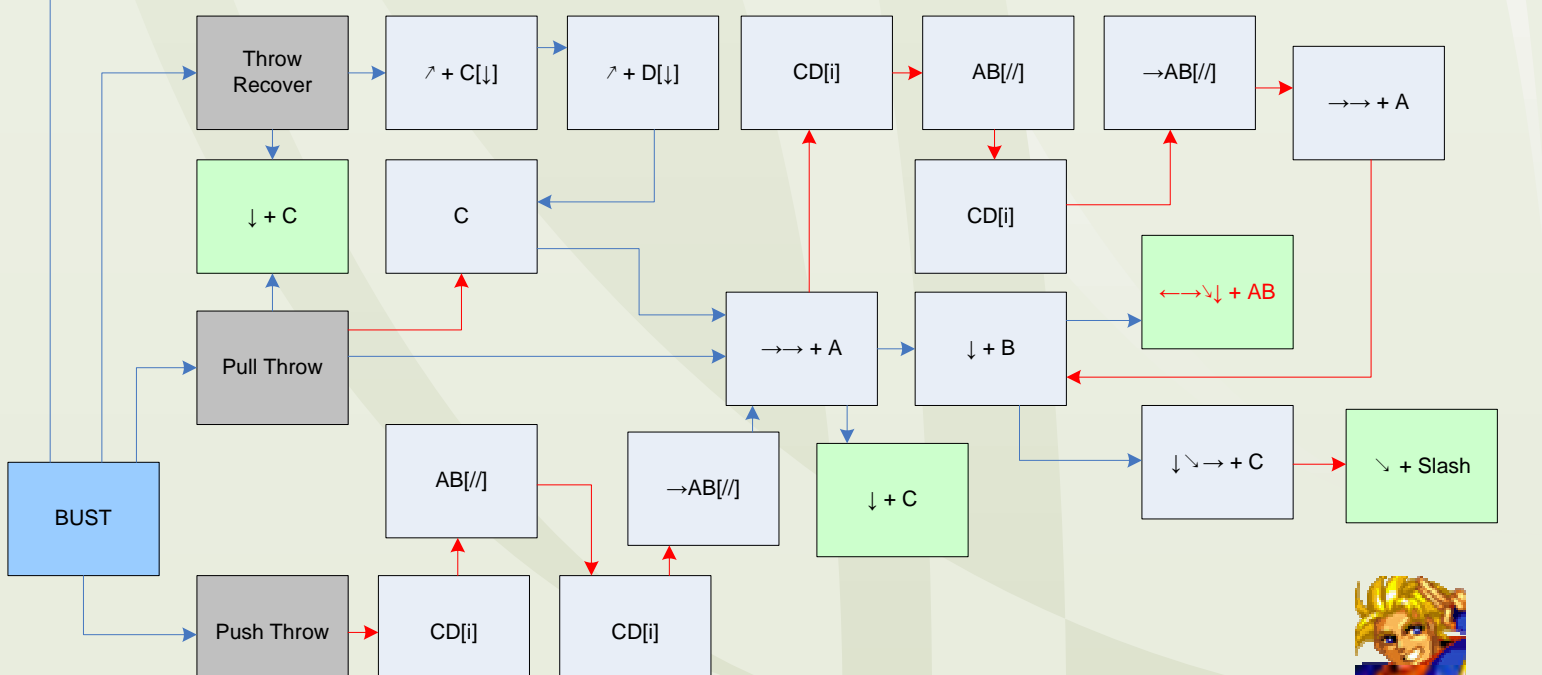 Throw
Recover
↗ + C[↓]
↗ + D[↓]
CD[i]
AB[//]
→AB[//]
→→ + A
↓ + C
C
CD[i]
←→↘↓ + AB
Pull Throw
→→ + A
↓ + B
AB[//]
→AB[//]
↓ + C
↓↘→ + C
↘ + Slash
BUST
Push Throw
CD[i]
CD[i]